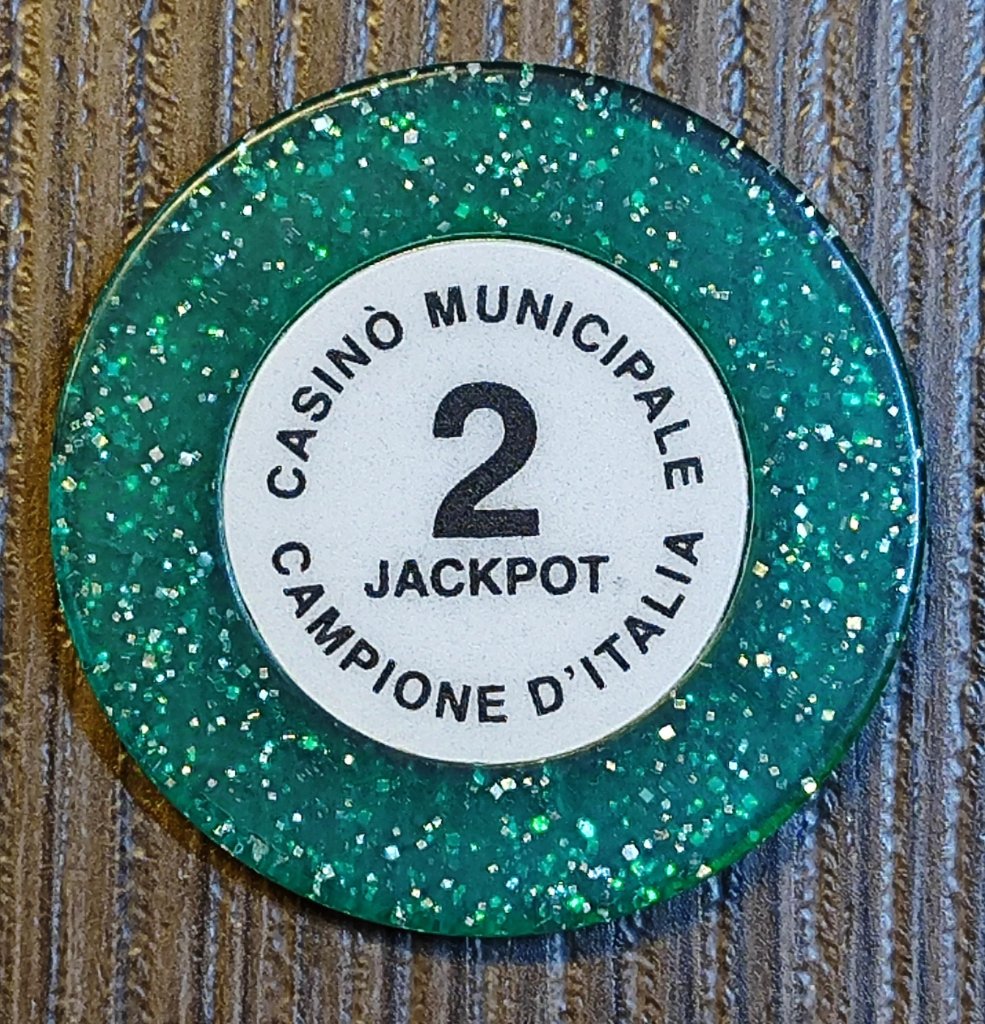 CASINÒ MUNICIPALE
2
JACKPOT
CAMPIONE D'ITALIA